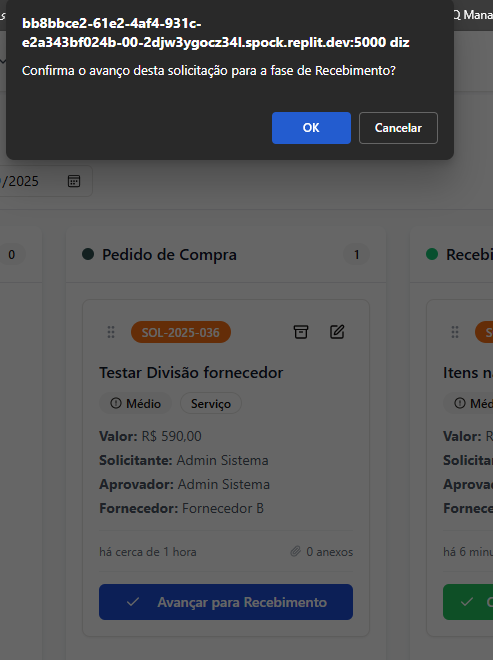 bb8bbce2-61e2-4af4-931c-
e2a343bf024b-00-2djw3ygocz34l.spock.replit.dev:5000 diz
Confirma o avanço desta solicitação para a fase de Recebimento?
OK
Cancelar
Mana
/2025
0
Pedido de Compra
1
Recebi
SOL-2025-036
Testar Divisão fornecedor
Médio
Serviço
Valor: R$ 590,00
Solicitante: Admin Sistema
Aprovador: Admin Sistema
Fornecedor: Fornecedor B
há cerca de 1 hora
0 anexos
Avançar para Recebimento
S
Itens n
Méd
Valor: R
Solicita
Aprova
Fornece
há 6 minu